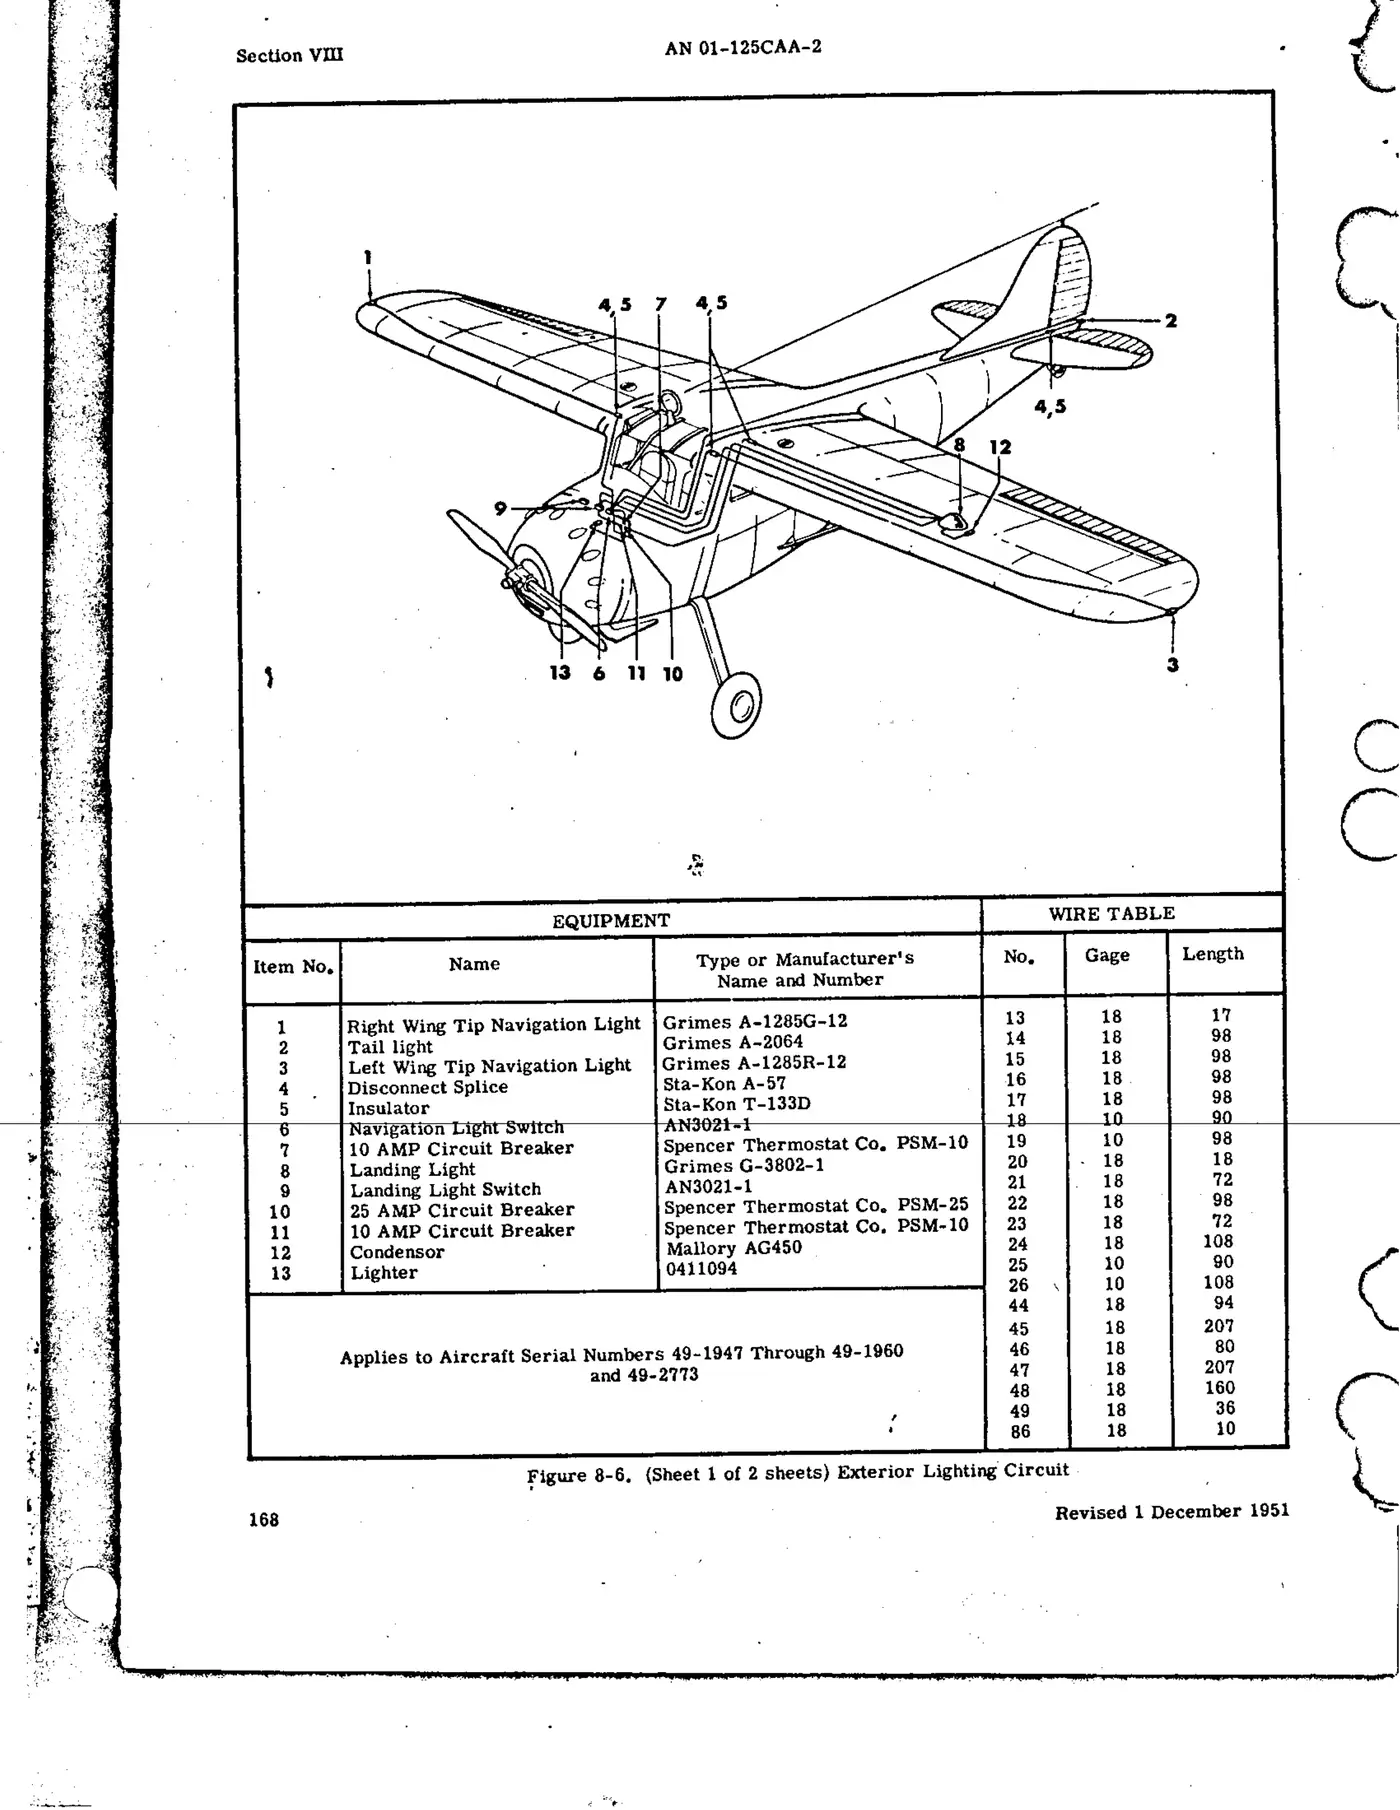 Section VIII
AN 01-125CAA-2
1
4,5 7 4,5
2
4,5
8 12
9
13 6 11 10
3
EQUIPMENT WIRE TABLE
Item No. Name Type or Manufacturer's Name and Number No. Gage Length
1 Right Wing Tip Navigation Light Grimes A-1285G-12 13 18 17
2 Tail light Grimes A-2064 14 18 98
3 Left Wing Tip Navigation Light Grimes A-1285R-12 15 18 98
4 Disconnect Splice Sta-Kon A-57 16 18 98
5 Insulator Sta-Kon T-133D 17 18 98
6 Navigation Light Switch AN3021-1 18 10 90
7 10 AMP Circuit Breaker Spencer Thermostat Co. PSM-10 19 10 98
8 Landing Light Grimes G-3802-1 20 18 18
9 Landing Light Switch AN3021-1 21 18 72
10 25 AMP Circuit Breaker Spencer Thermostat Co. PSM-25 22 18 98
11 10 AMP Circuit Breaker Spencer Thermostat Co. PSM-10 23 18 72
12 Condensor Mallory AG450 24 18 108
13 Lighter 0411094 25 10 90
26 10 108
44 18 94
45 18 207
46 18 80
47 18 207
48 18 160
49 18 36
86 18 10
Applies to Aircraft Serial Numbers 49-1947 Through 49-1960
and 49-2773
Figure 8-6. (Sheet 1 of 2 sheets) Exterior Lighting Circuit
168
Revised 1 December 1951